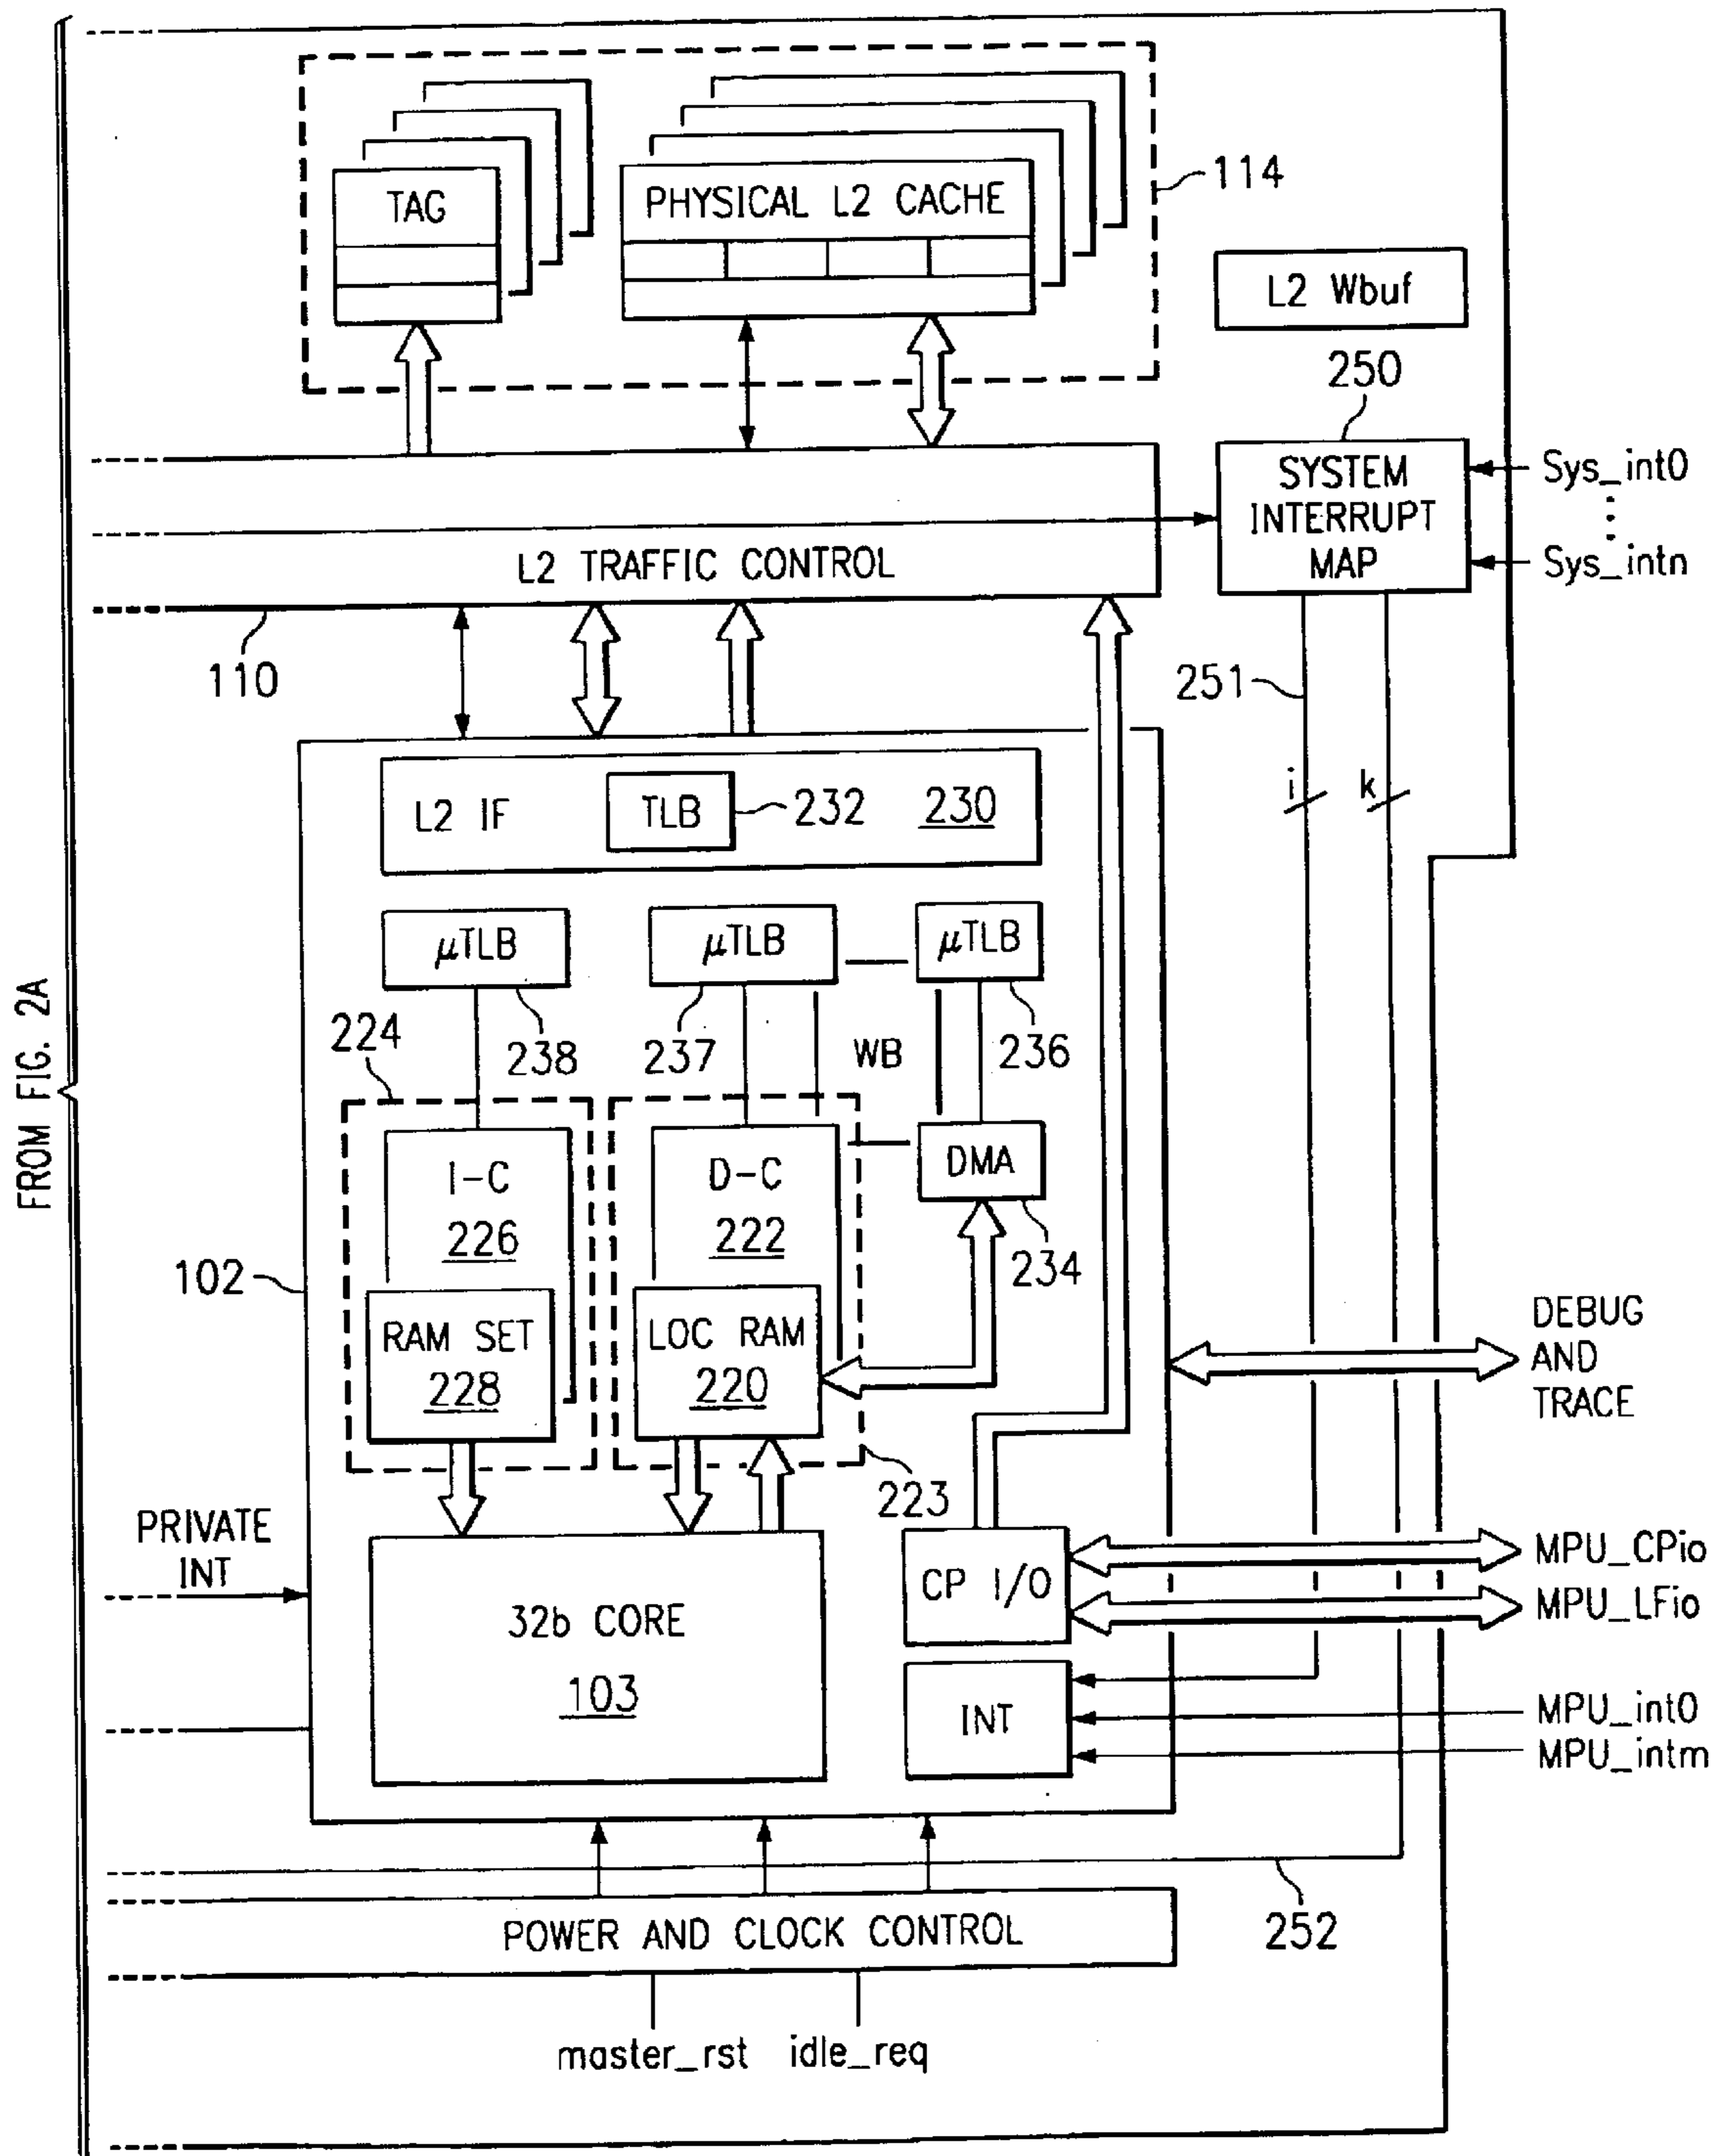 TAG
PHYSICAL L2 CACHE
114
L2 Wbuf
250
SYSTEM
INTERRUPT
MAP
Sys_int0
Sys_intn
L2 TRAFFIC CONTROL
110
251
i
k
L2 IF
TLB
232
230
μTLB
μTLB
μTLB
FROM FIG. 2A
224
238
237
WB
236
I-C
226
D-C
222
DMA
234
102
RAM SET
228
LOC RAM
220
DEBUG
AND
TRACE
223
PRIVATE
INT
CP I/O
MPU_CPio
MPU_LFio
32b CORE
103
INT
MPU_int0
MPU_intm
252
POWER AND CLOCK CONTROL
master_rst
idle_req